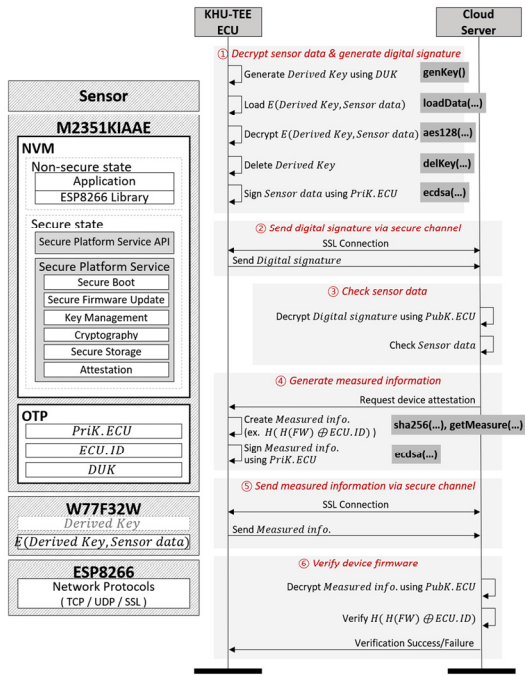 Sensor
M2351KIAAE
NVM
Non-secure state
Application
ESP8266 Library
Secure state
Secure Platform Service API
Secure Platform Service
Secure Boot
Secure Firmware Update
Key Management
Cryptography
Secure Storage
Attestation
OTP
PriK.ECU
ECU.ID
DUK
W77F32W
Derived Key
E(Derived Key, Sensor data)
ESP8266
Network Protocols
( TCP / UDP / SSL )
KHU-TEE
ECU
Cloud
Server
① Decrypt sensor data & generate digital signature
Generate Derived Key using DUK genKey()
Load E(Derived Key, Sensor data) loadData(...)
Decrypt E(Derived Key, Sensor data) aes128(...)
Delete Derived Key delKey(...)
Sign Sensor data using PriK.ECU ecdsa(...)
② Send digital signature via secure channel
SSL Connection
Send Digital signature
③ Check sensor data
Decrypt Digital signature using PubK.ECU
Check Sensor data
④ Generate measured information
Request device attestation
Create Measured info. sha256(...), getMeasure(...)
(ex. H( H(FW) ⊕ ECU.ID) )
Sign Measured info. ecdsa(...)
using PriK.ECU
⑤ Send measured information via secure channel
SSL Connection
Send Measured info.
⑥ Verify device firmware
Decrypt Measured info. using PubK.ECU
Verify H( H(FW) ⊕ ECU.ID)
Verification Success/Failure